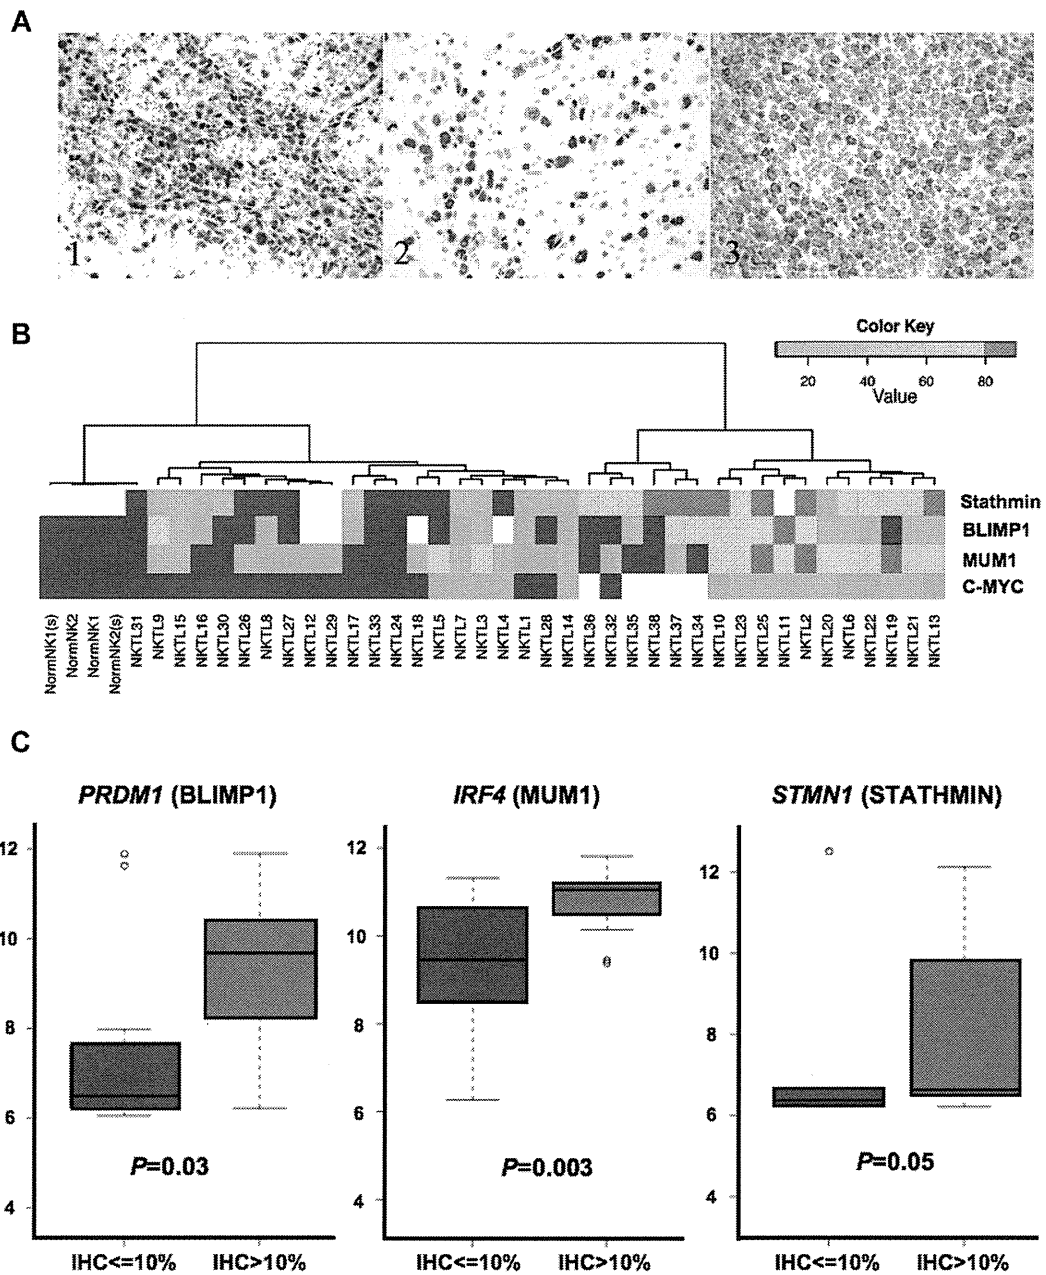 A
1
2
3
B
Color Key
20 40 60 80
Value
Stathmin
BLIMP1
MUM1
C-MYC
NormNK1(s)
NormNK2
NormNK1
NormNK2(s)
NKTL31
NKTL9
NKTL15
NKTL16
NKTL30
NKTL26
NKTL8
NKTL27
NKTL12
NKTL29
NKTL17
NKTL33
NKTL24
NKTL18
NKTL5
NKTL7
NKTL3
NKTL4
NKTL1
NKTL28
NKTL14
NKTL36
NKTL32
NKTL35
NKTL38
NKTL37
NKTL34
NKTL10
NKTL23
NKTL25
NKTL11
NKTL2
NKTL20
NKTL6
NKTL22
NKTL19
NKTL21
NKTL13
C
PRDM1 (BLIMP1)
12
10
8
6
4
P=0.03
IHC<=10% IHC>10%
IRF4 (MUM1)
12
10
8
6
4
P=0.003
IHC<=10% IHC>10%
STMN1 (STATHMIN)
12
10
8
6
4
P=0.05
IHC<=10% IHC>10%